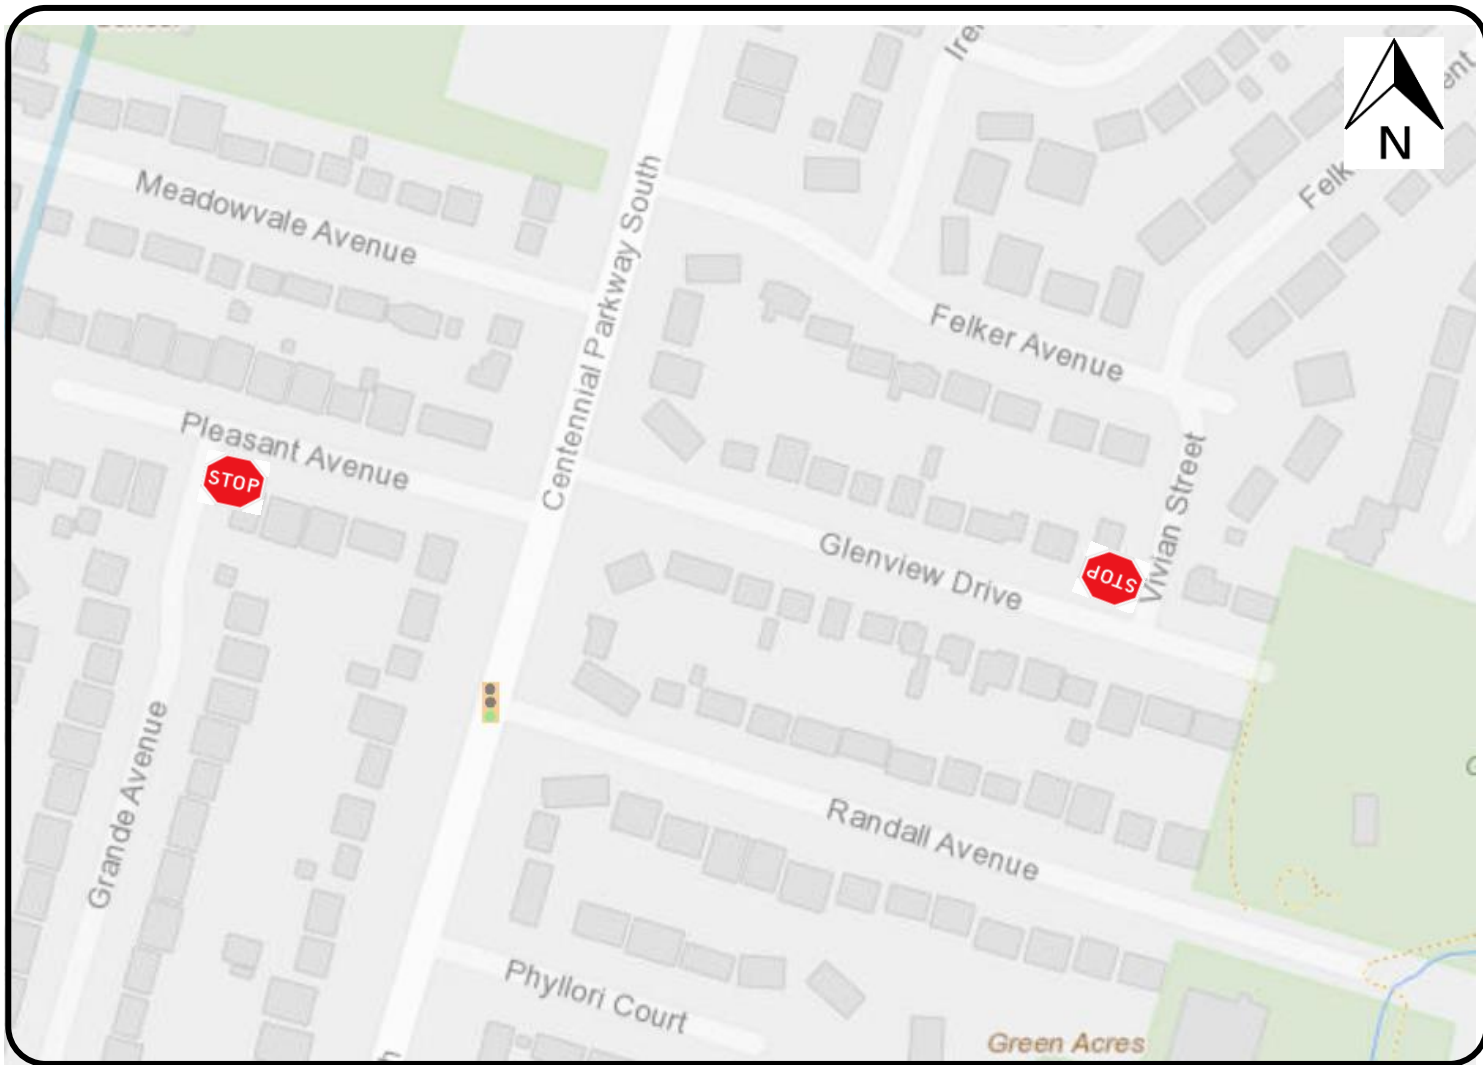 N
Meadowvale Avenue
Centennial Parkway South
Felker Avenue
Pleasant Avenue
STOP
Glenview Drive
STOP
Vivian Street
Grande Avenue
Randall Avenue
Phyllori Court
Green Acres